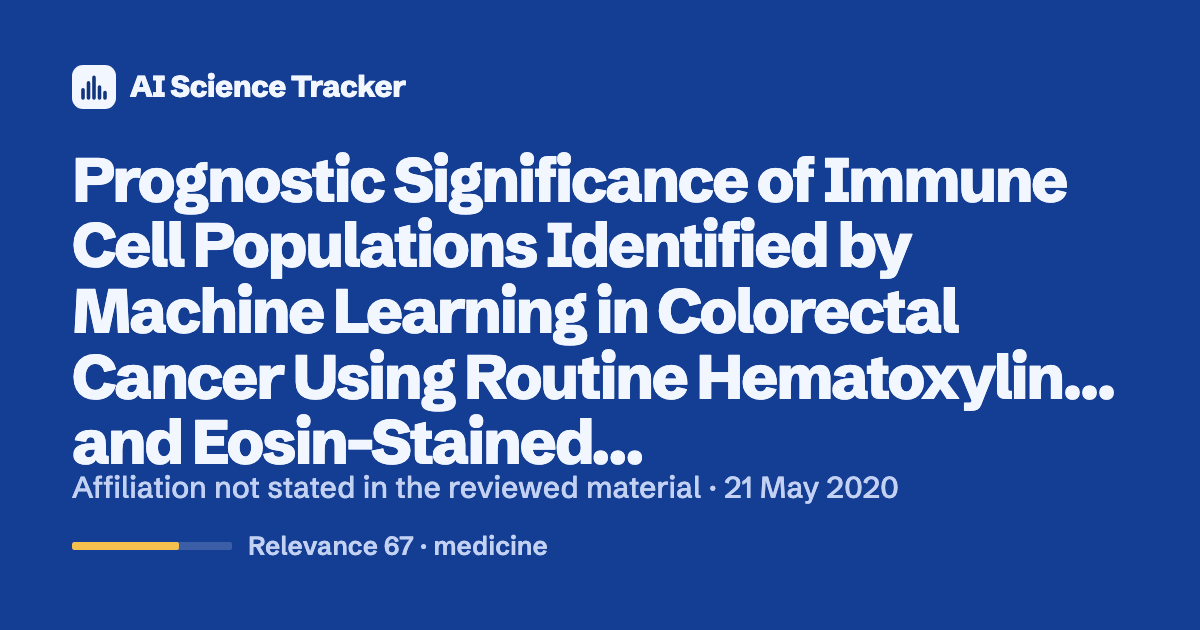 AI Science Tracker
Prognostic Significance of Immune
Cell Populations Identified by
Machine Learning in Colorectal
Cancer Using Routine Hematoxylin…
and Eosin-Stained…
Affiliation not stated in the reviewed material · 21 May 2020
Relevance 67 · medicine